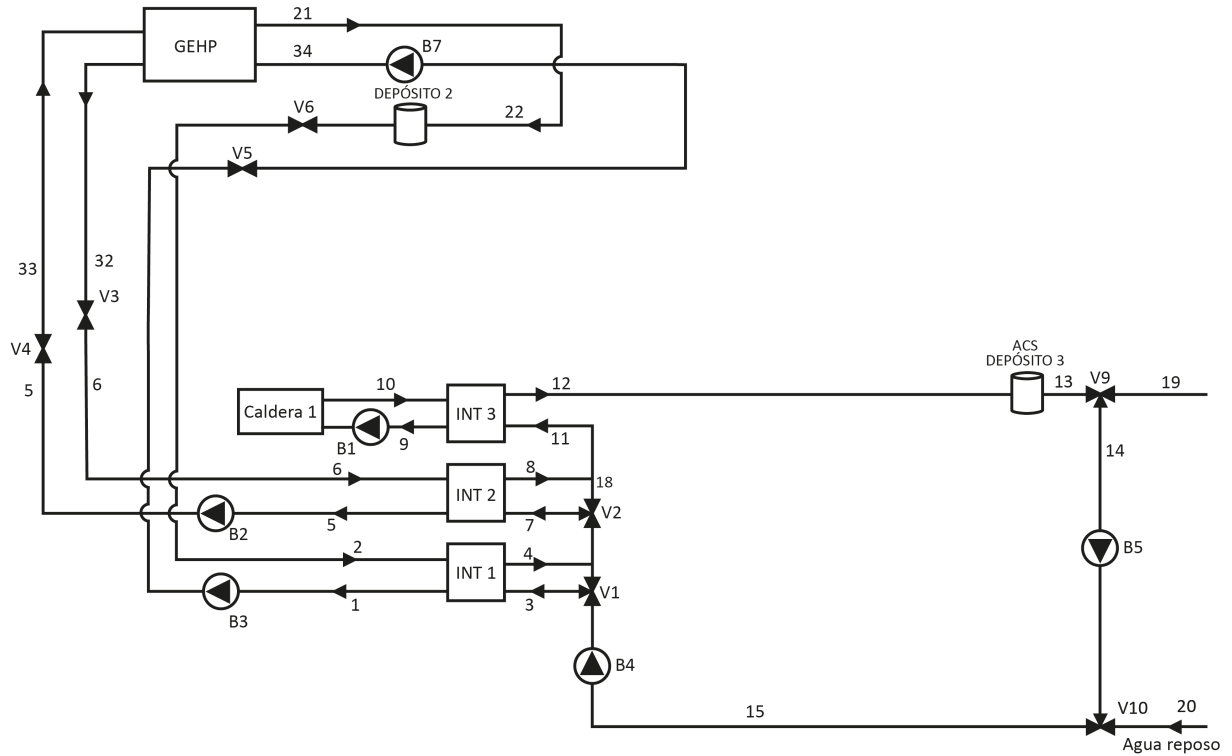 21
GEHP
34
B7
DEPÓSITO 2
V6
22
V5
33
32
V3
V4
5
6
ACS
DEPÓSITO 3
V9
13
19
10
12
Caldera 1
INT 3
B1
9
11
14
6
8
18
INT 2
V2
B2
5
7
2
4
B5
INT 1
V1
B3
1
3
B4
15
V10
20
Agua reposo